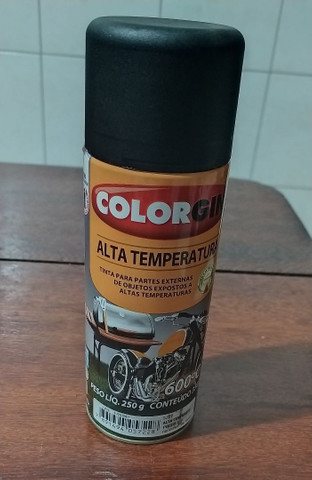 COLORGIN
ALTA TEMPERATURA
TINTA PARA PARTES EXTERNAS
DE OBJETOS EXPOSTOS A
ALTAS TEMPERATURAS
600°
PESO LÍQ. 250 g CONTEÚDO